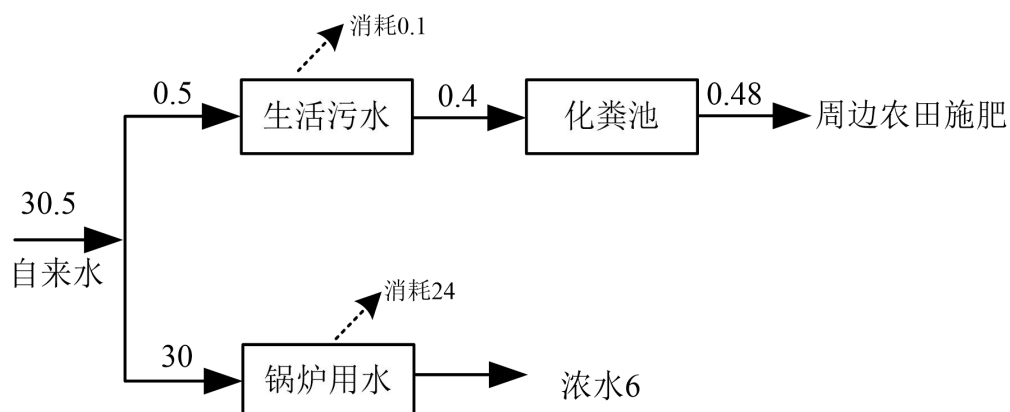 消耗0.1
0.5
生活污水
0.4
化粪池
0.48
周边农田施肥
30.5
自来水
消耗24
30
锅炉用水
浓水6